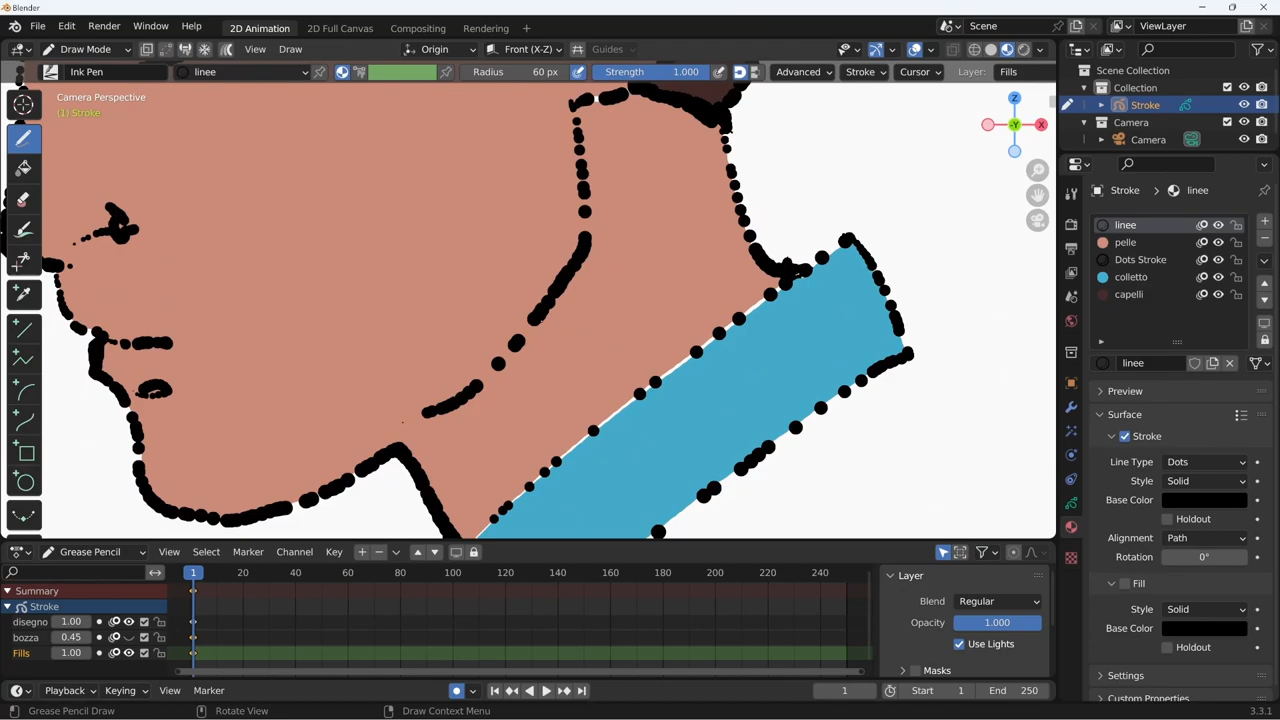 Blender
File Edit Render Window Help 2D Animation 2D Full Canvas Compositing Rendering Scene ViewLayer
Draw Mode View Draw Origin Front (X-Z) Guides
Ink Pen linee Radius 60 px Strength 1.000 Advanced Stroke Cursor Layer: Fills
Scene Collection
Collection
Stroke
Camera
Camera
Camera Perspective
(1) Stroke
Z
-Y
X
Stroke linee
linee
pelle
Dots Stroke
colletto
capelli
linee
Preview
Surface
Stroke
Line Type Dots
Style Solid
Base Color
Holdout
Alignment Path
Rotation 0°
Fill
Style Solid
Base Color
Holdout
Settings
Custom Properties
Grease Pencil View Select Marker Channel Key
1 20 40 60 80 100 120 140 160 180 200 220 240
Summary
Stroke
disegno 1.00
bozza 0.45
Fills 1.00
Layer
Blend Regular
Opacity 1.000
Use Lights
Masks
Playback Keying View Marker 1 Start 1 End 250
Grease Pencil Draw Rotate View Draw Context Menu 3.3.1